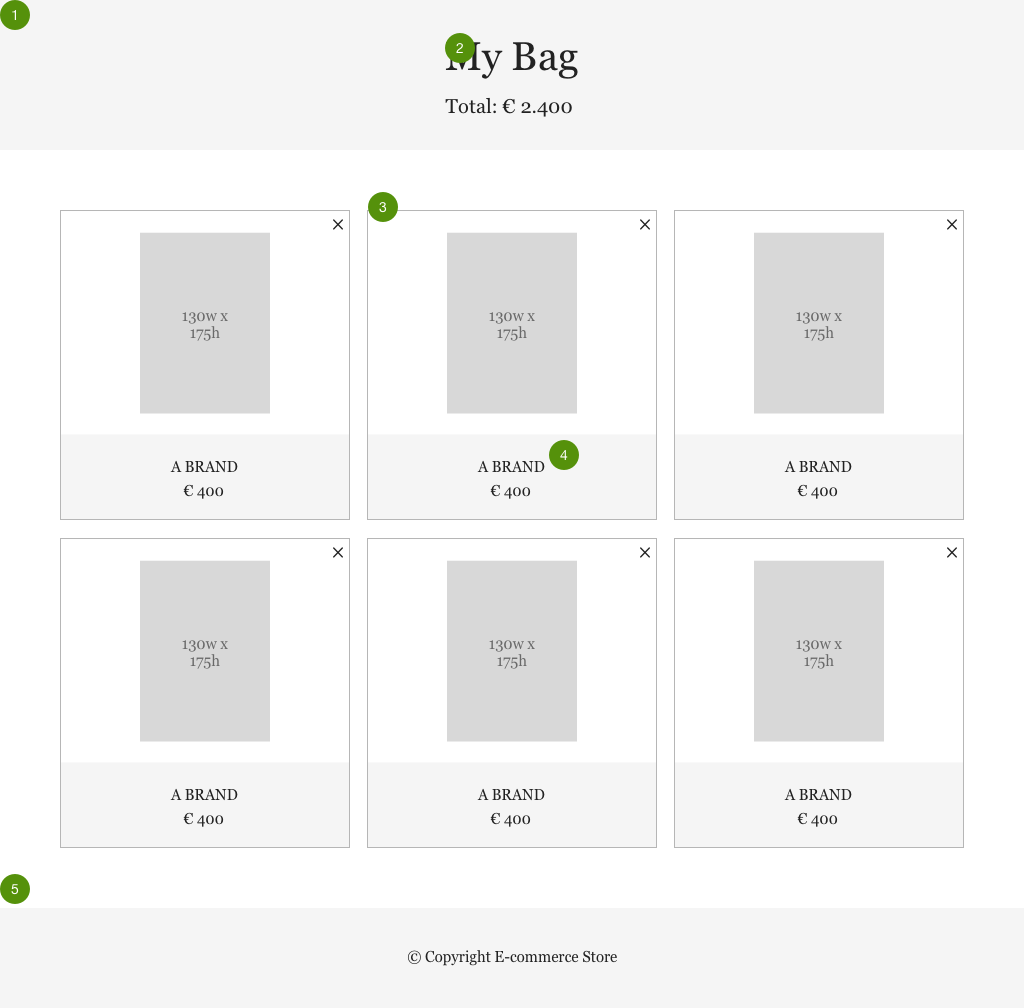 1
2
My Bag
Total: € 2.400
3
130w x
175h
130w x
175h
130w x
175h
4
A BRAND
€ 400
A BRAND
€ 400
A BRAND
€ 400
130w x
175h
130w x
175h
130w x
175h
A BRAND
€ 400
A BRAND
€ 400
A BRAND
€ 400
5
© Copyright E-commerce Store